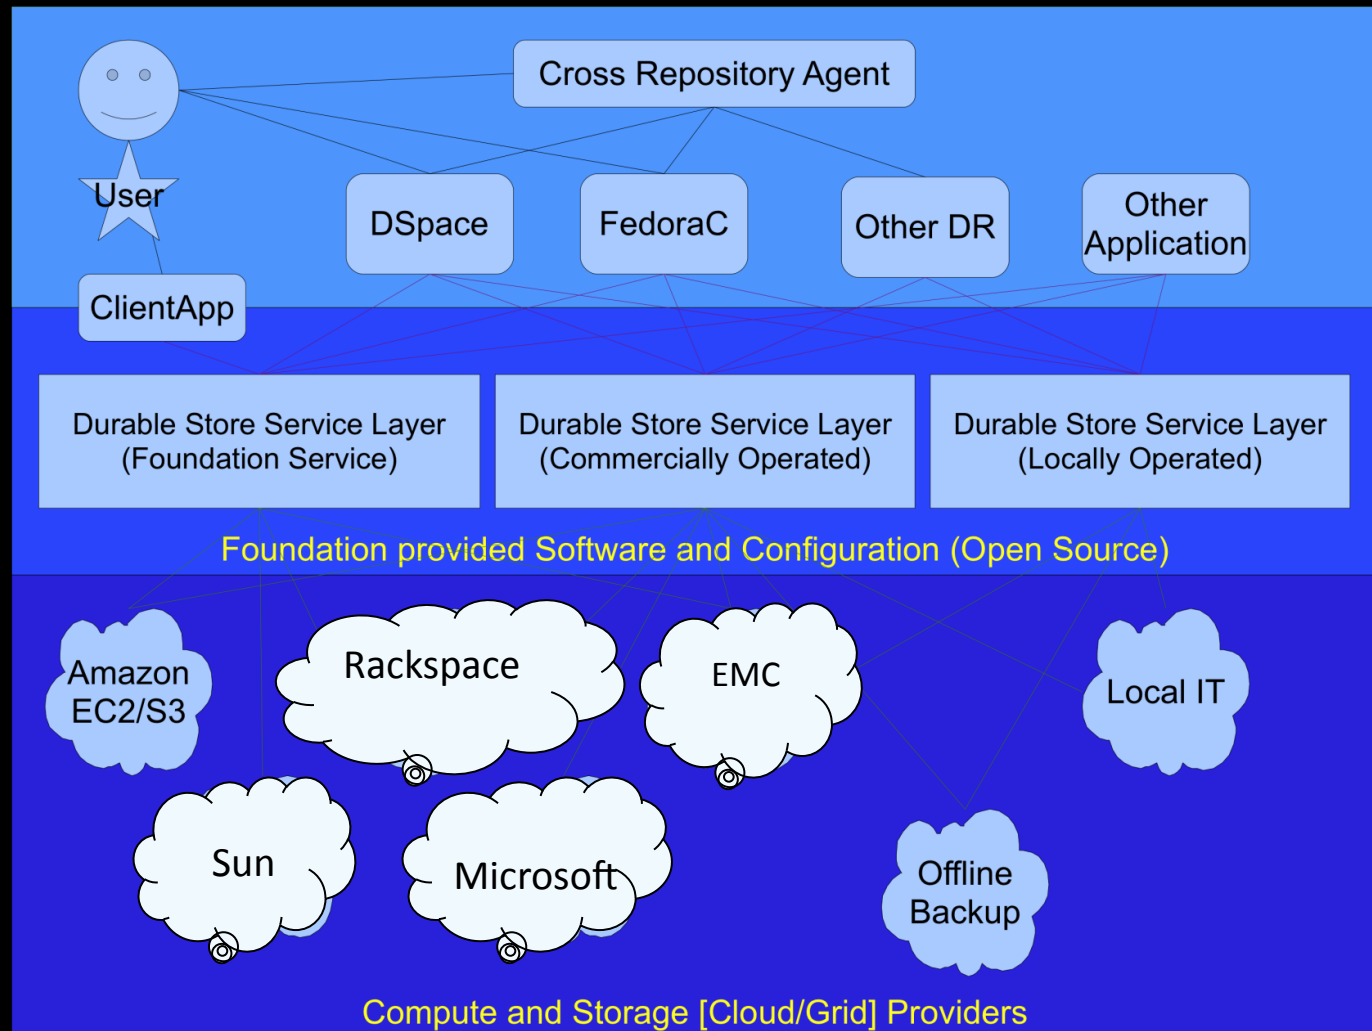 Cross Repository Agent
User
DSpace
FedoraC
Other DR
Other
Application
ClientApp
Durable Store Service Layer
(Foundation Service)
Durable Store Service Layer
(Commercially Operated)
Durable Store Service Layer
(Locally Operated)
Foundation provided Software and Configuration (Open Source)
Amazon
EC2/S3
Rackspace
EMC
Local IT
Sun
Microsoft
Offline
Backup
Compute and Storage [Cloud/Grid] Providers